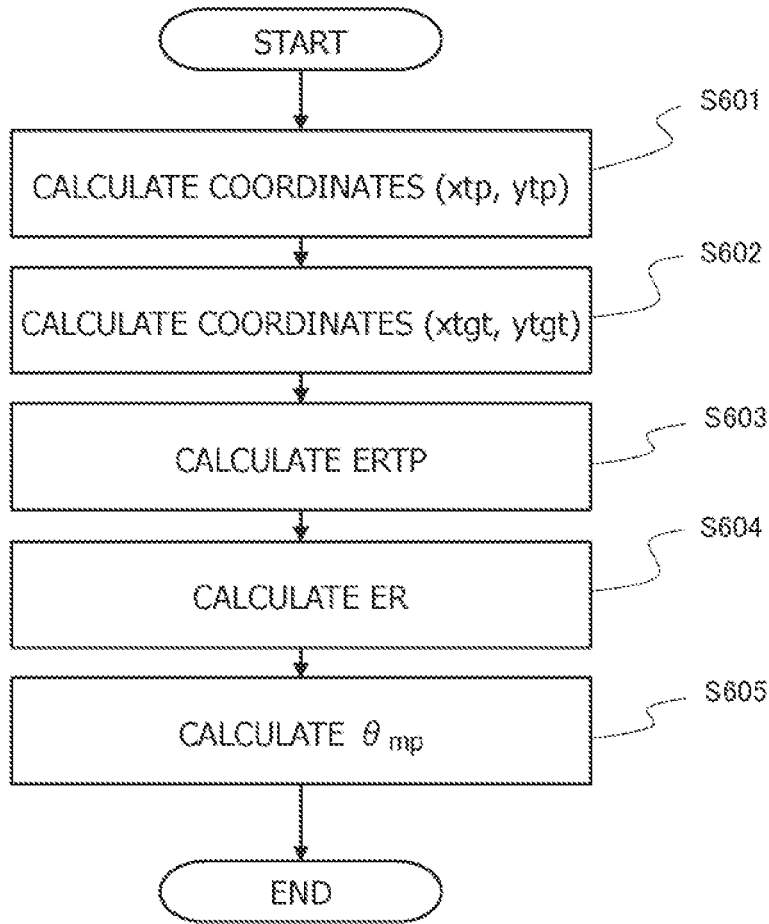 START
S601
CALCULATE COORDINATES (xtp, ytp)
S602
CALCULATE COORDINATES (xtgt, ytgt)
S603
CALCULATE ERTP
S604
CALCULATE ER
S605
CALCULATE θmp
END